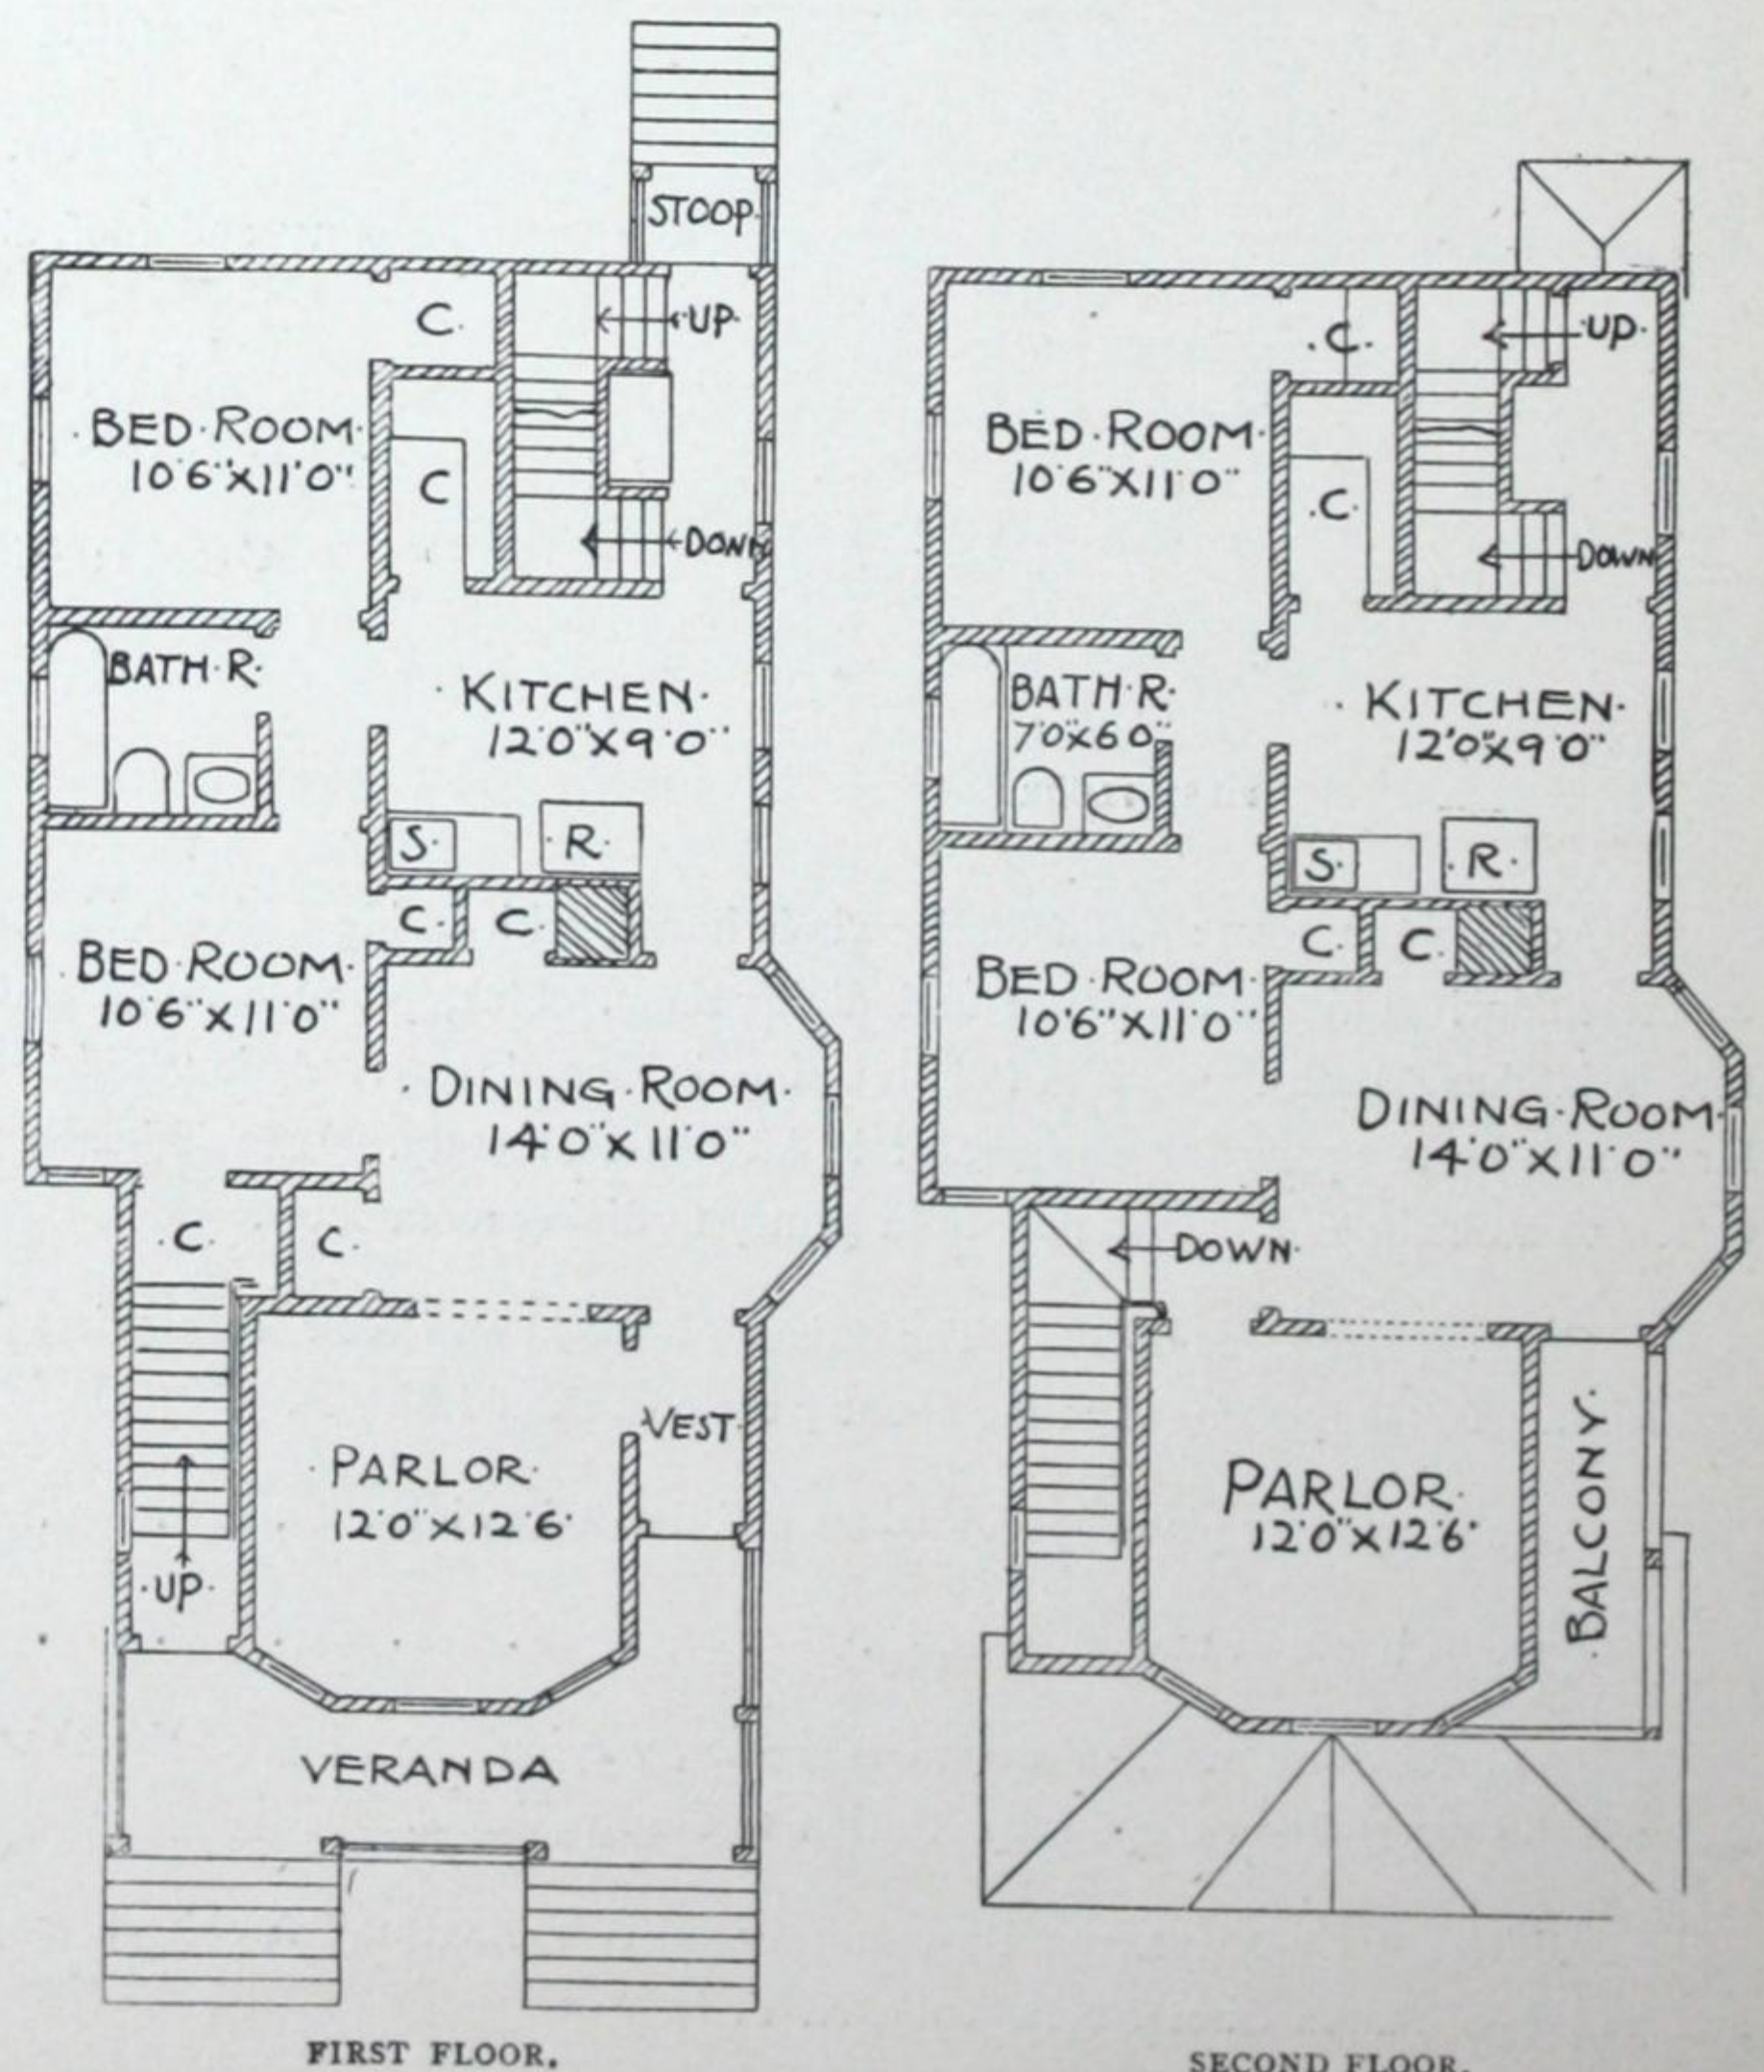 STOOP.
C.
UP.
BED ROOM.
10'6"X11'0"
C
DOWN
BATH R.
KITCHEN.
12'0"X9'0"
S. R.
C. C.
BED ROOM.
10'6"X11'0"
DINING ROOM.
14'0"X11'0"
C. C.
VEST.
PARLOR.
12'0"X12'6"
UP.
VERANDA
FIRST FLOOR.
C.
UP.
BED ROOM.
10'6"X11'0"
C.
DOWN
BATH R.
7'0"X6'0"
KITCHEN.
12'0"X9'0"
S. R.
C. C.
BED ROOM.
10'6"X11'0"
DINING ROOM
14'0"X11'0"
DOWN.
PARLOR.
12'0"X12'6"
BALCONY.
SECOND FLOOR.